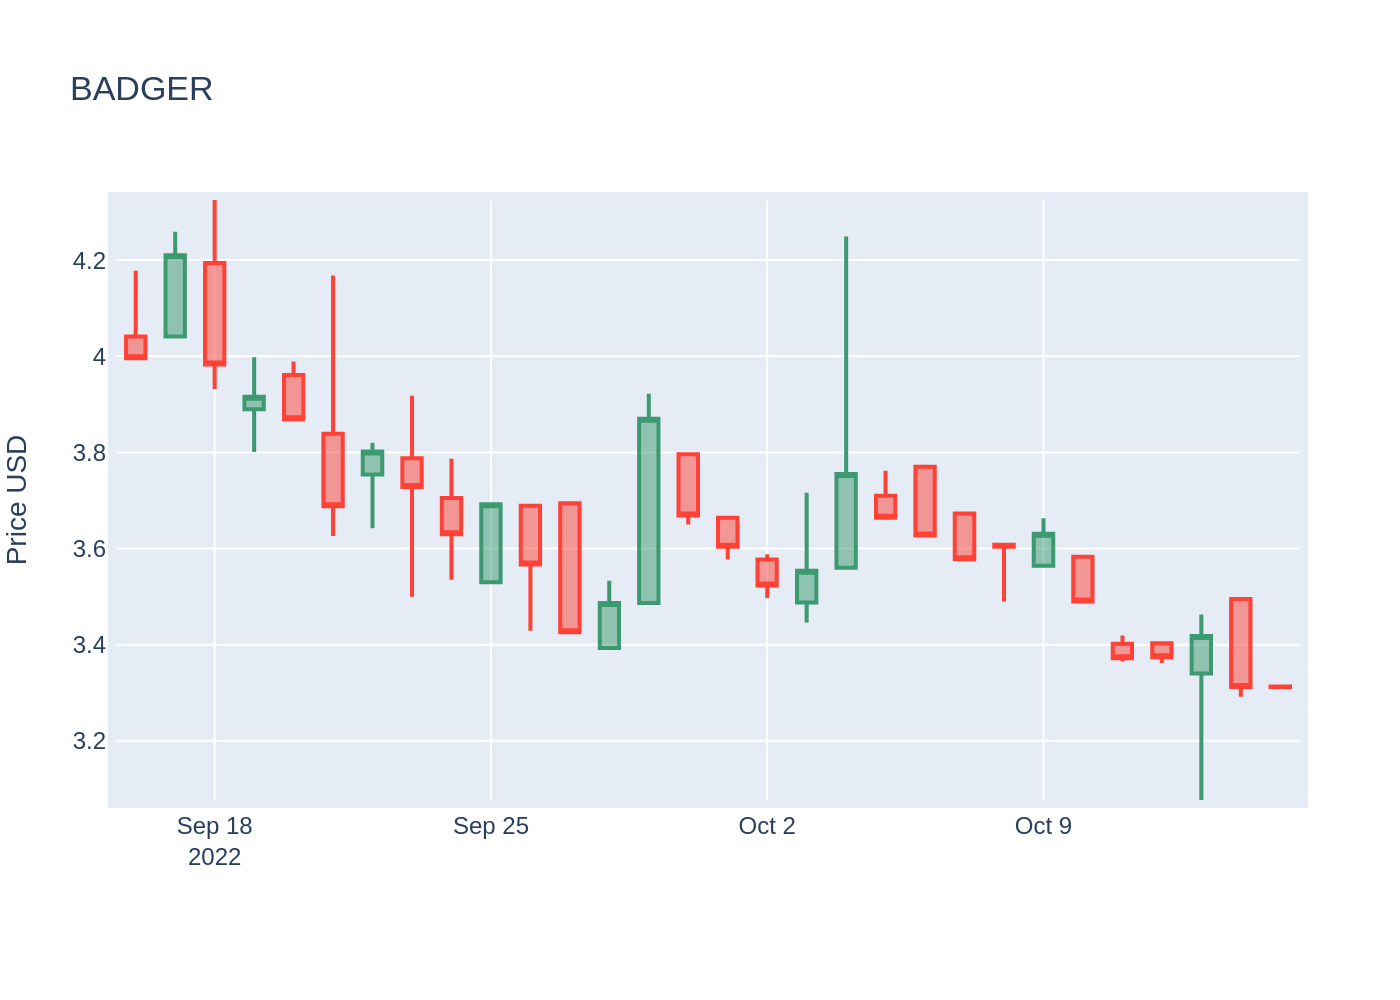 BADGER
Price USD
4.2
4
3.8
3.6
3.4
3.2
Sep 18
2022
Sep 25
Oct 2
Oct 9